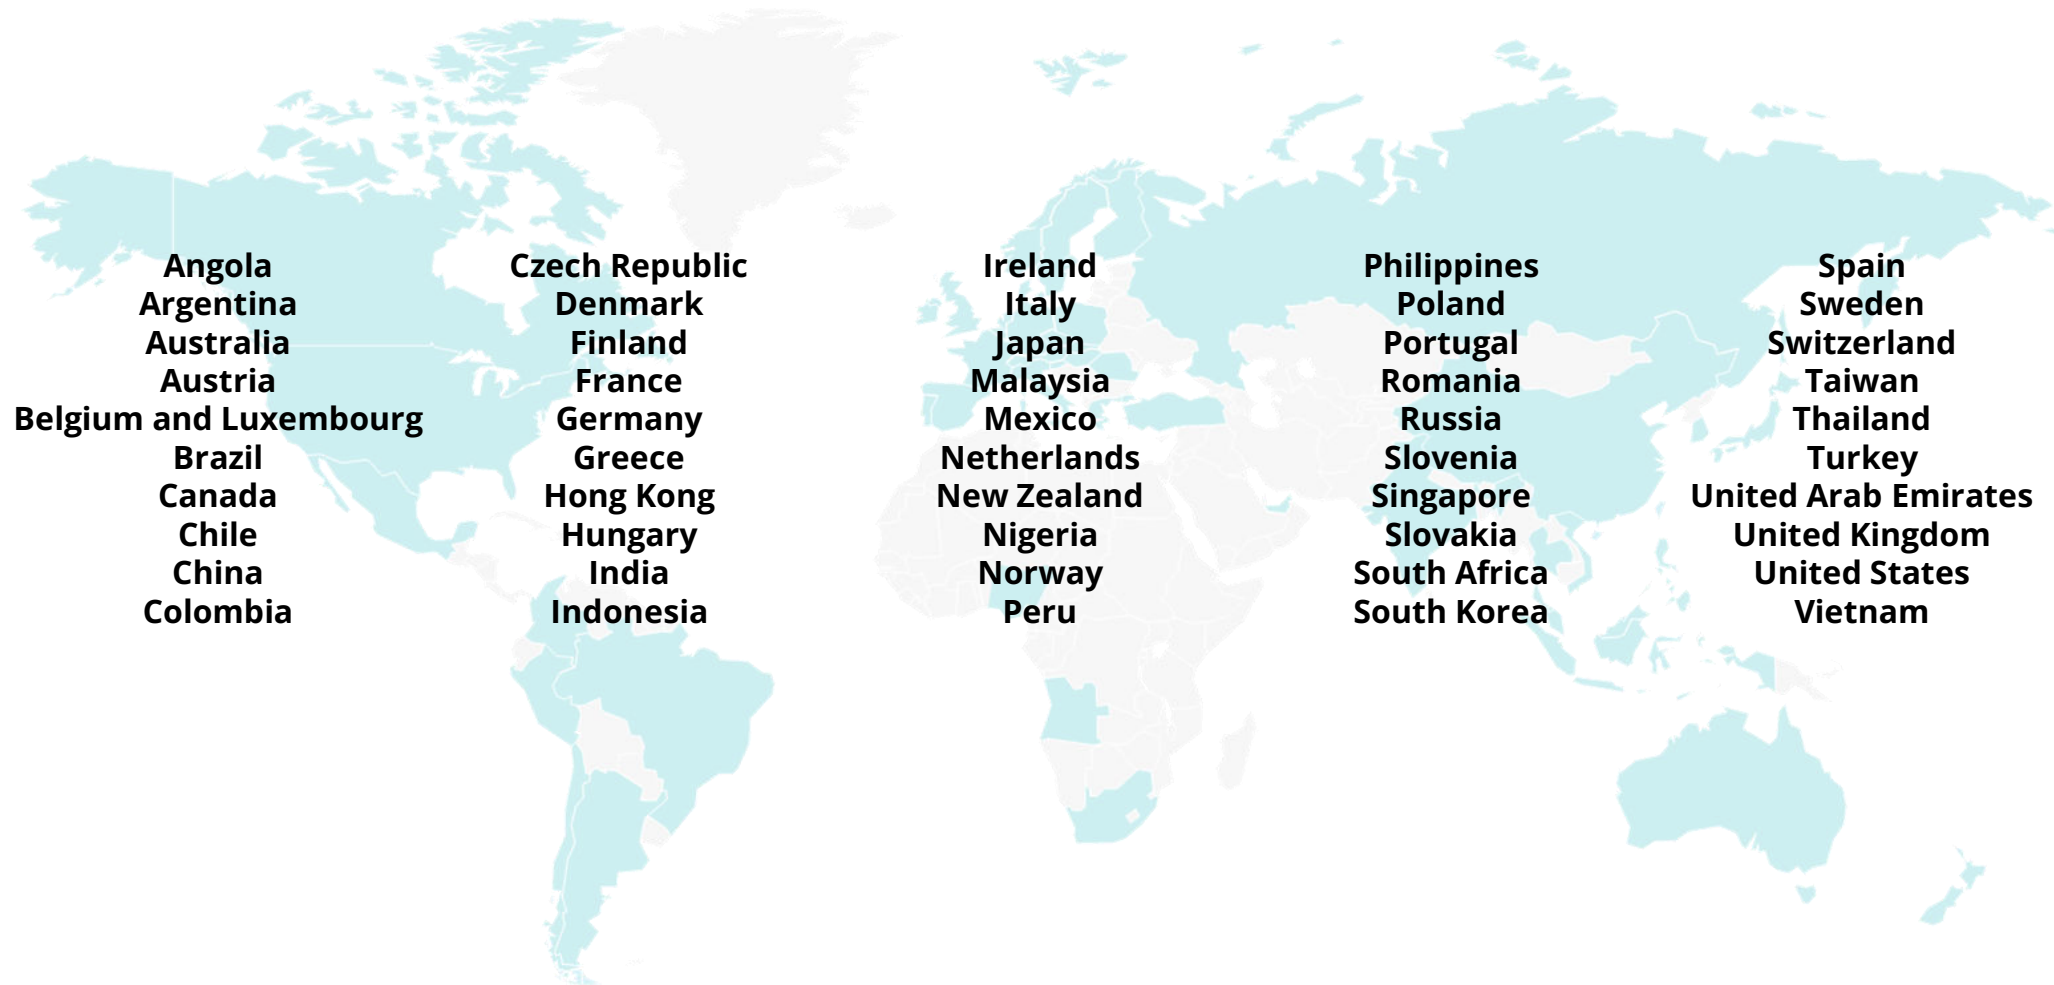 Angola
Argentina
Australia
Austria
Belgium and Luxembourg
Brazil
Canada
Chile
China
Colombia
Czech Republic
Denmark
Finland
France
Germany
Greece
Hong Kong
Hungary
India
Indonesia
Ireland
Italy
Japan
Malaysia
Mexico
Netherlands
New Zealand
Nigeria
Norway
Peru
Philippines
Poland
Portugal
Romania
Russia
Slovenia
Singapore
Slovakia
South Africa
South Korea
Spain
Sweden
Switzerland
Taiwan
Thailand
Turkey
United Arab Emirates
United Kingdom
United States
Vietnam